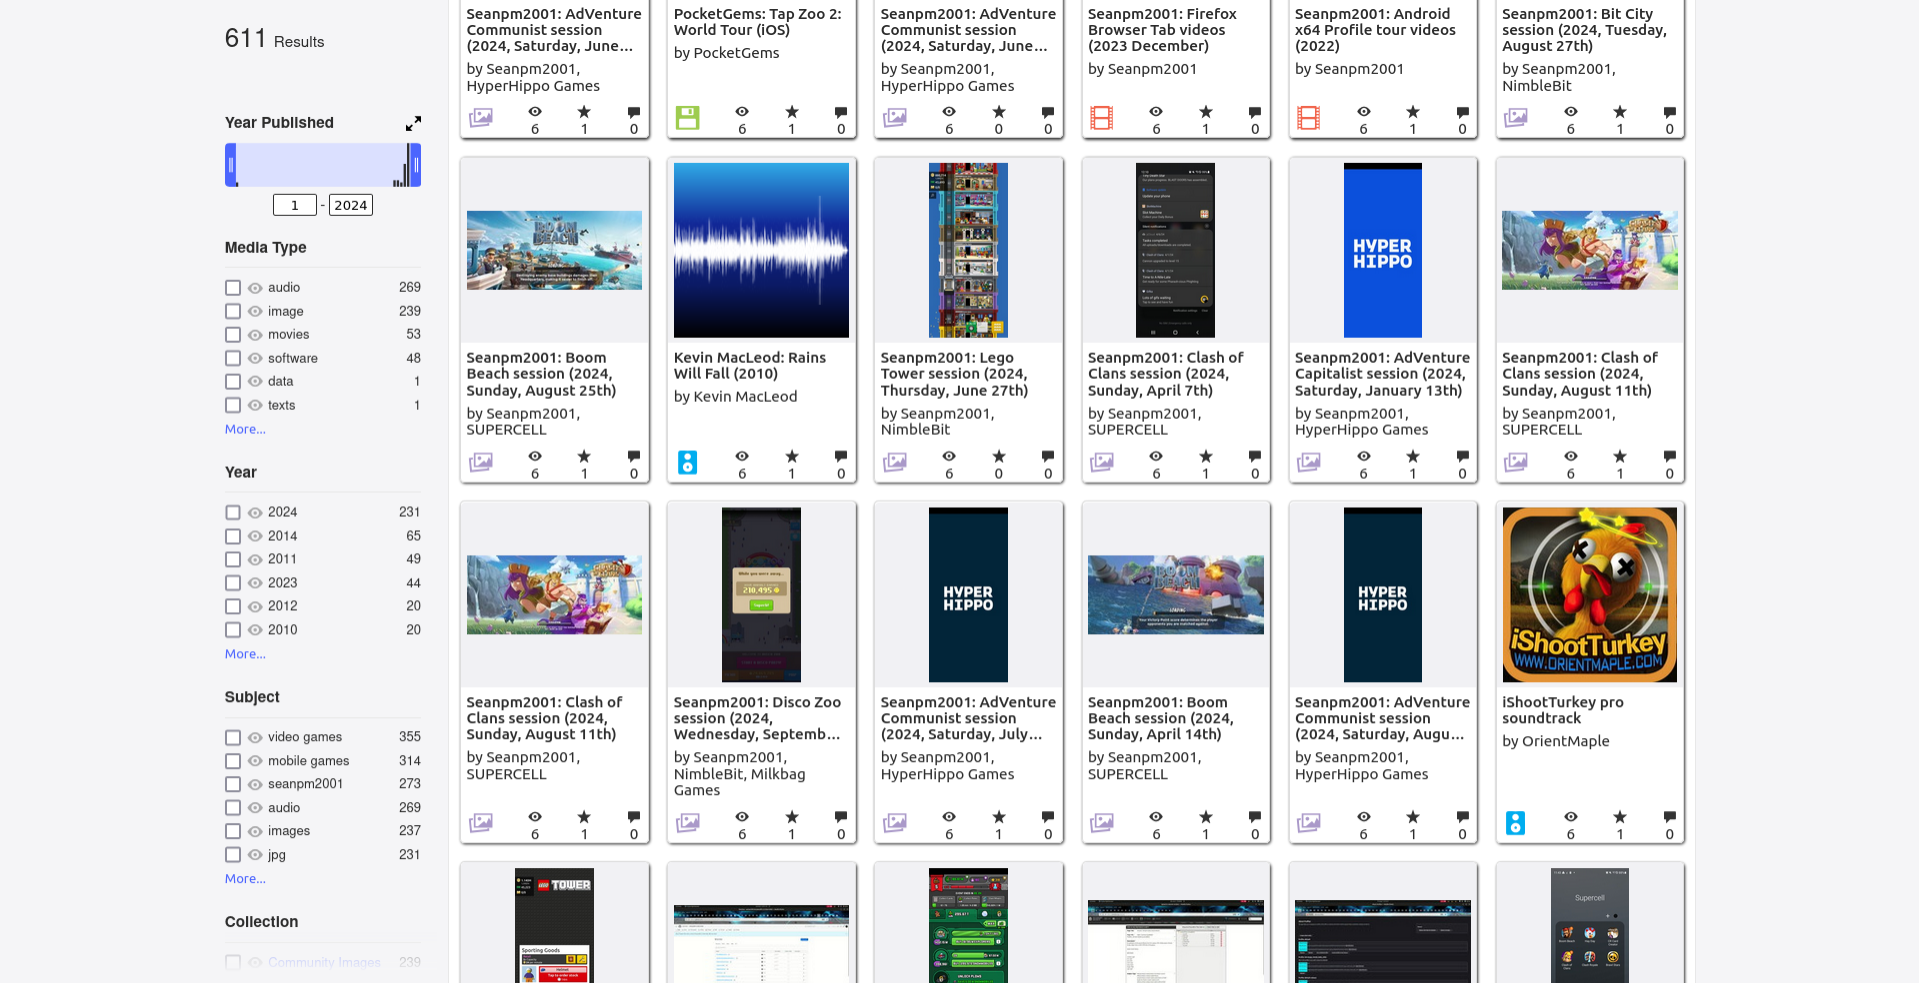 611 Results
Year Published
1 - 2024
Media Type
audio 269
image 239
movies 53
software 48
data 1
texts 1
More...
Year
2024 231
2014 65
2011 49
2023 44
2012 20
2010 20
More...
Subject
video games 355
mobile games 314
seanpm2001 273
audio 269
images 237
jpg 231
More...
Collection
Community Images 239
Seanpm2001: AdVenture
Communist session
(2024, Saturday, June...
by Seanpm2001,
HyperHippo Games
6 1 0
PocketGems: Tap Zoo 2:
World Tour (iOS)
by PocketGems
6 1 0
Seanpm2001: AdVenture
Communist session
(2024, Saturday, June...
by Seanpm2001,
HyperHippo Games
6 0 0
Seanpm2001: Firefox
Browser Tab videos
(2023 December)
by Seanpm2001
6 1 0
Seanpm2001: Android
x64 Profile tour videos
(2022)
by Seanpm2001
6 1 0
Seanpm2001: Bit City
session (2024, Tuesday,
August 27th)
by Seanpm2001,
NimbleBit
6 1 0
BOOM
BEACH
Seanpm2001: Boom
Beach session (2024,
Sunday, August 25th)
by Seanpm2001,
SUPERCELL
6 1 0
Kevin MacLeod: Rains
Will Fall (2010)
by Kevin MacLeod
6 1 0
Seanpm2001: Lego
Tower session (2024,
Thursday, June 27th)
by Seanpm2001,
NimbleBit
6 0 0
Seanpm2001: Clash of
Clans session (2024,
Sunday, April 7th)
by Seanpm2001,
SUPERCELL
6 1 0
HYPER
HIPPO
Seanpm2001: AdVenture
Capitalist session (2024,
Saturday, January 13th)
by Seanpm2001,
HyperHippo Games
6 1 0
Seanpm2001: Clash of
Clans session (2024,
Sunday, August 11th)
by Seanpm2001,
SUPERCELL
6 1 0
Seanpm2001: Clash of
Clans session (2024,
Sunday, August 11th)
by Seanpm2001,
SUPERCELL
6 1 0
While you were away...
210,495
Seanpm2001: Disco Zoo
session (2024,
Wednesday, Septemb...
by Seanpm2001,
NimbleBit, Milkbag
Games
6 1 0
HYPER
HIPPO
Seanpm2001: AdVenture
Communist session
(2024, Saturday, July...
by Seanpm2001,
HyperHippo Games
6 1 0
BOOM
BEACH
LOADING
Seanpm2001: Boom
Beach session (2024,
Sunday, April 14th)
by Seanpm2001,
SUPERCELL
6 1 0
HYPER
HIPPO
Seanpm2001: AdVenture
Communist session
(2024, Saturday, Augu...
by Seanpm2001,
HyperHippo Games
6 1 0
iShootTurkey
WWW.ORIENTMAPLE.COM
iShootTurkey pro
soundtrack
by OrientMaple
6 1 0
LEGO TOWER
Sporting Goods
Supercell